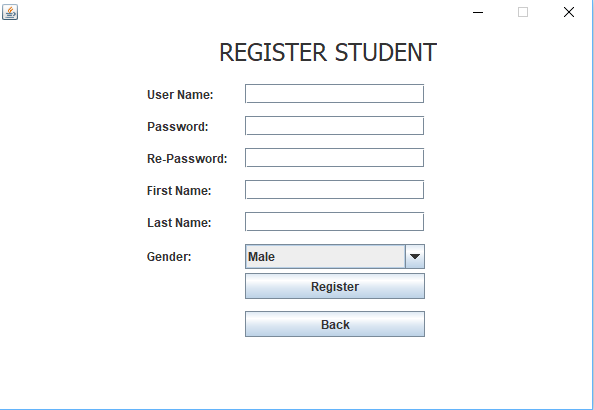 REGISTER STUDENT
User Name:
Password:
Re-Password:
First Name:
Last Name:
Gender: Male
Register
Back